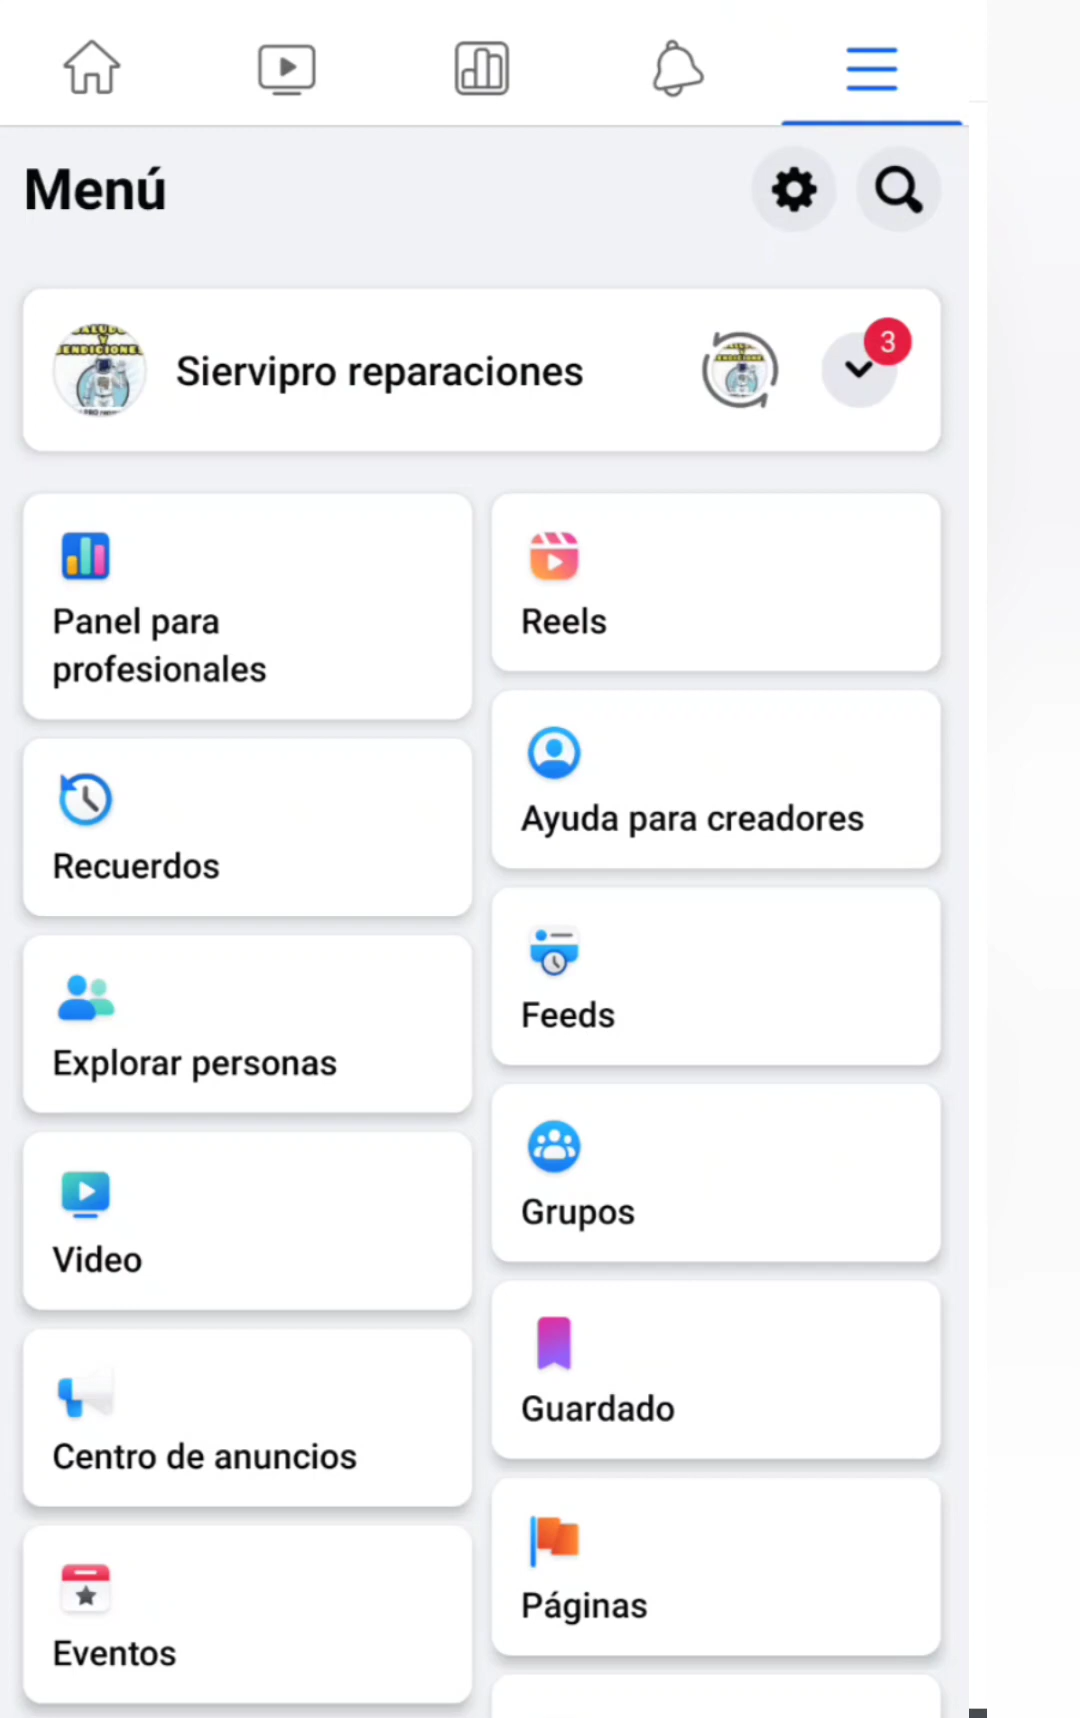 Menú
Siervipro reparaciones
3
Panel para
profesionales
Reels
Recuerdos
Ayuda para creadores
Explorar personas
Feeds
Video
Grupos
Centro de anuncios
Guardado
Eventos
Páginas